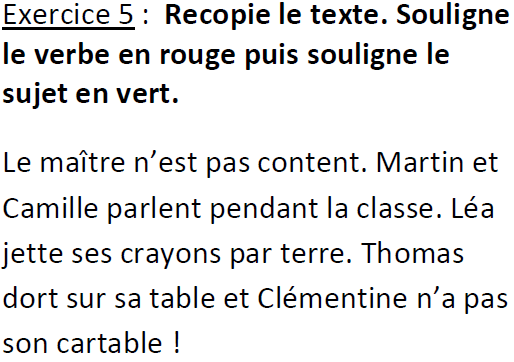 Exercice 5 :  Recopie le texte. Souligne
le verbe en rouge puis souligne le
sujet en vert.
Le maître n’est pas content. Martin et
Camille parlent pendant la classe. Léa
jette ses crayons par terre. Thomas
dort sur sa table et Clémentine n’a pas
son cartable !